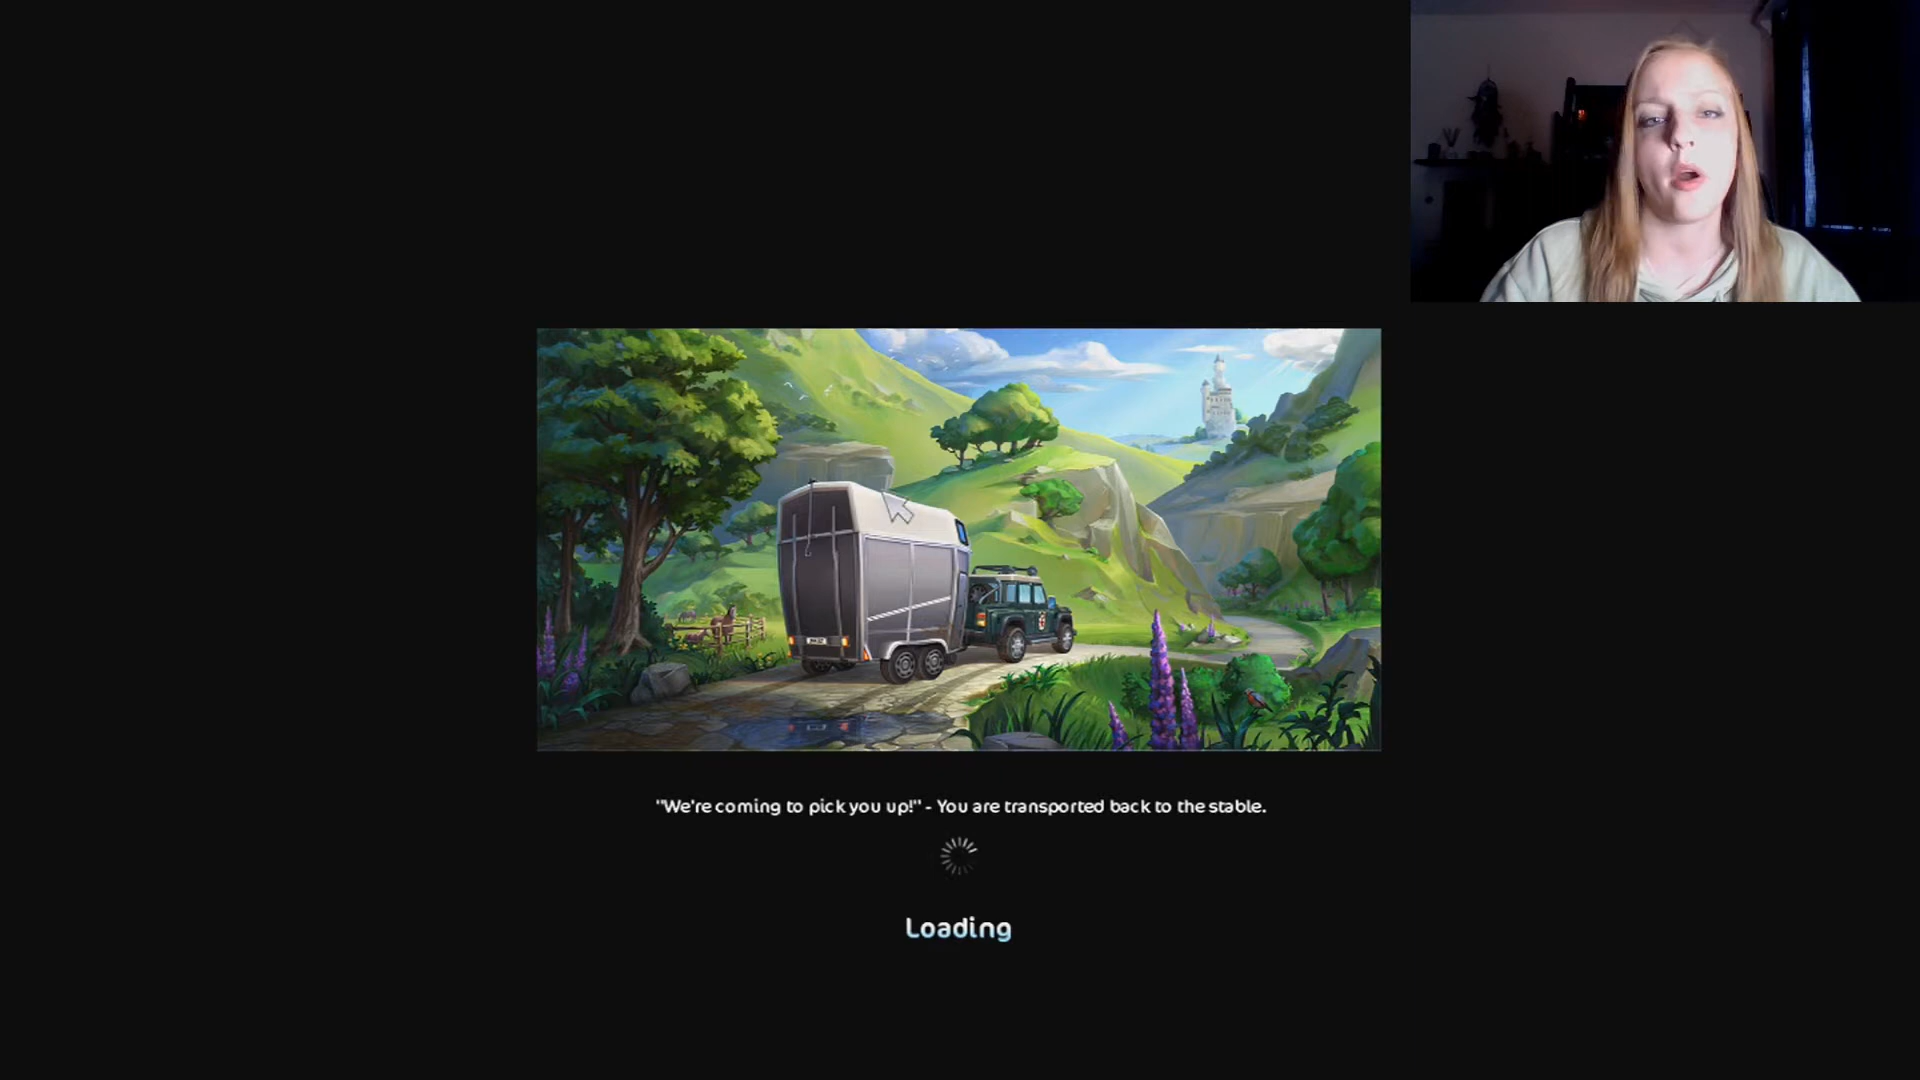 "We're coming to pick you up!" - You are transported back to the stable.
Loading